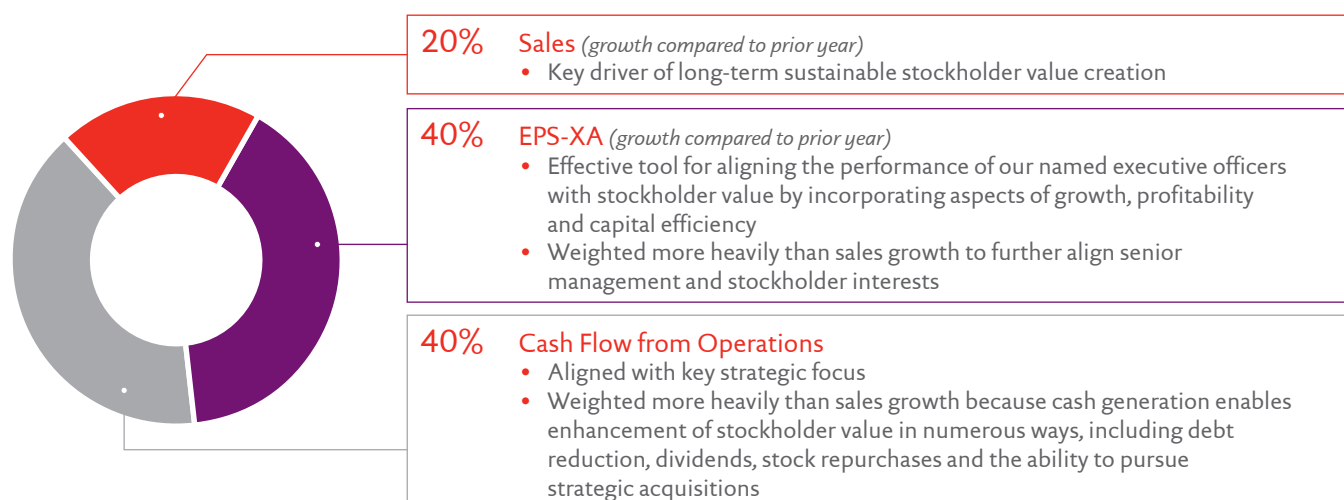 20% Sales (growth compared to prior year)
• Key driver of long-term sustainable stockholder value creation
40% EPS-XA (growth compared to prior year)
• Effective tool for aligning the performance of our named executive officers
with stockholder value by incorporating aspects of growth, profitability
and capital efficiency
• Weighted more heavily than sales growth to further align senior
management and stockholder interests
40% Cash Flow from Operations
• Aligned with key strategic focus
• Weighted more heavily than sales growth because cash generation enables
enhancement of stockholder value in numerous ways, including debt
reduction, dividends, stock repurchases and the ability to pursue
strategic acquisitions